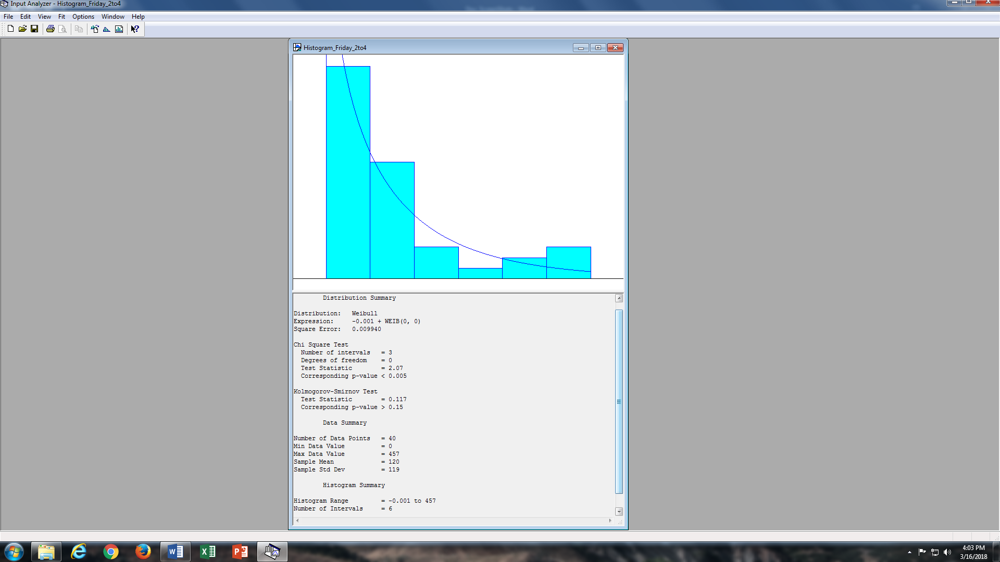 Input Analyzer - Histogram_Friday_2to4
File Edit View Fit Options Window Help
Histogram_Friday_2to4
Distribution Summary
Distribution: Weibull
Expression: -0.001 + WEIB(0, 0)
Square Error: 0.009940
Chi Square Test
Number of intervals = 3
Degrees of freedom = 0
Test Statistic = 2.07
Corresponding p-value < 0.005
Kolmogorov-Smirnov Test
Test Statistic = 0.117
Corresponding p-value > 0.15
Data Summary
Number of Data Points = 40
Min Data Value = 0
Max Data Value = 457
Sample Mean = 120
Sample Std Dev = 119
Histogram Summary
Histogram Range = -0.001 to 457
Number of Intervals = 6
4:03 PM
3/16/2018